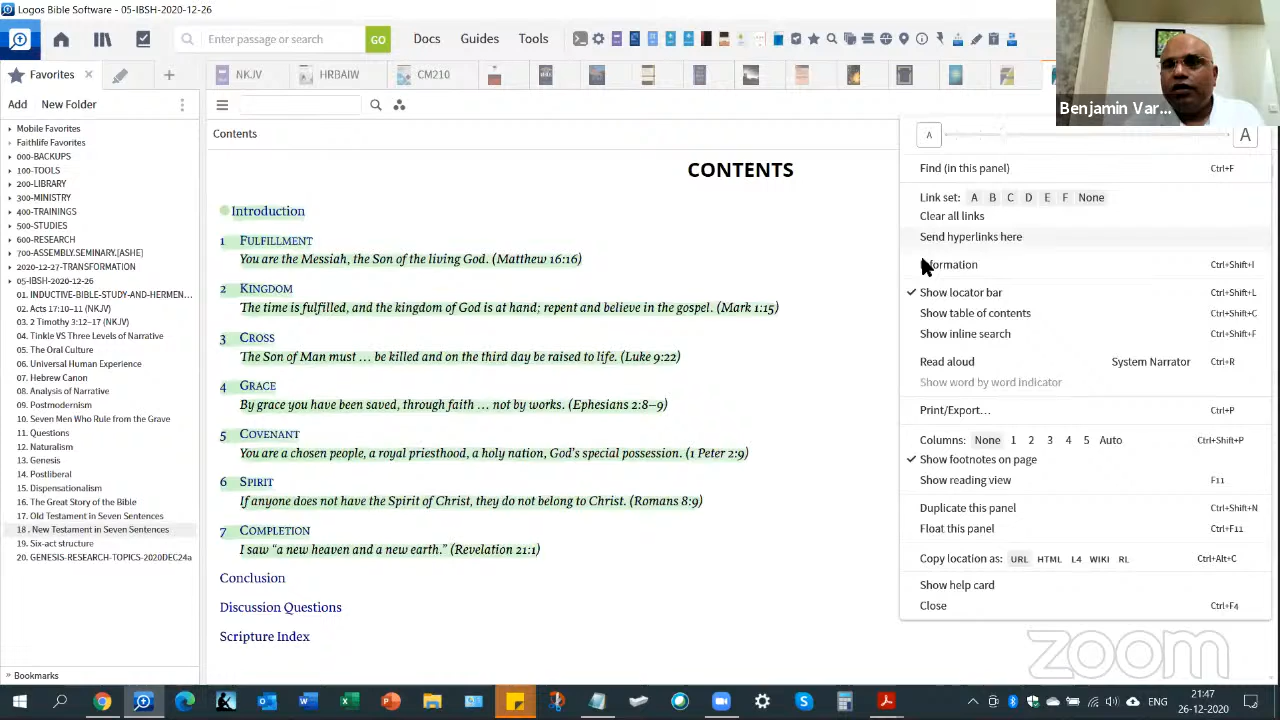 Logos Bible Software - 05-IBSH-2020-12-26
Enter passage or search
GO
Docs
Guides
Tools
Favorites
NKJV
HRBAIW
CM210
Benjamin Var...
Add
New Folder
Mobile Favorites
Faithlife Favorites
000-BACKUPS
100-TOOLS
200-LIBRARY
300-MINISTRY
400-TRAININGS
500-STUDIES
600-RESEARCH
700-ASSEMBLY.SEMINARY.[ASHE]
2020-12-27-TRANSFORMATION
05-IBSH-2020-12-26
01. INDUCTIVE-BIBLE-STUDY-AND-HERMEN...
02. Acts 17:10–11 (NKJV)
03. 2 Timothy 3:12–17 (NKJV)
04. Tinkle VS Three Levels of Narrative
05. The Oral Culture
06. Universal Human Experience
07. Hebrew Canon
08. Analysis of Narrative
09. Postmodernism
10. Seven Men Who Rule from the Grave
11. Questions
12. Naturalism
13. Genesis
14. Postliberal
15. Dispensationalism
16. The Great Story of the Bible
17. Old Testament in Seven Sentences
18 . New Testament in Seven Sentences
19. Six-act structure
20. GENESIS-RESEARCH-TOPICS-2020DEC24a
Bookmarks
Contents
CONTENTS
Introduction
1 FULFILLMENT
You are the Messiah, the Son of the living God. (Matthew 16:16)
2 KINGDOM
The time is fulfilled, and the kingdom of God is at hand; repent and believe in the gospel. (Mark 1:15)
3 CROSS
The Son of Man must … be killed and on the third day be raised to life. (Luke 9:22)
4 GRACE
By grace you have been saved, through faith … not by works. (Ephesians 2:8–9)
5 COVENANT
You are a chosen people, a royal priesthood, a holy nation, God's special possession. (1 Peter 2:9)
6 SPIRIT
If anyone does not have the Spirit of Christ, they do not belong to Christ. (Romans 8:9)
7 COMPLETION
I saw “a new heaven and a new earth.” (Revelation 21:1)
Conclusion
Discussion Questions
Scripture Index
A A
Find (in this panel) Ctrl+F
Link set: A B C D E F None
Clear all links
Send hyperlinks here
formation Ctrl+Shift+I
Show locator bar Ctrl+Shift+L
Show table of contents Ctrl+Shift+C
Show inline search Ctrl+Shift+F
Read aloud System Narrator Ctrl+R
Show word by word indicator
Print/Export... Ctrl+P
Columns: None 1 2 3 4 5 Auto Ctrl+Shift+P
Show footnotes on page
Show reading view F11
Duplicate this panel Ctrl+Shift+N
Float this panel Ctrl+F11
Copy location as: URL HTML L4 WIKI RL Ctrl+Alt+C
Show help card
Close Ctrl+F4
zoom
21:47
26-12-2020